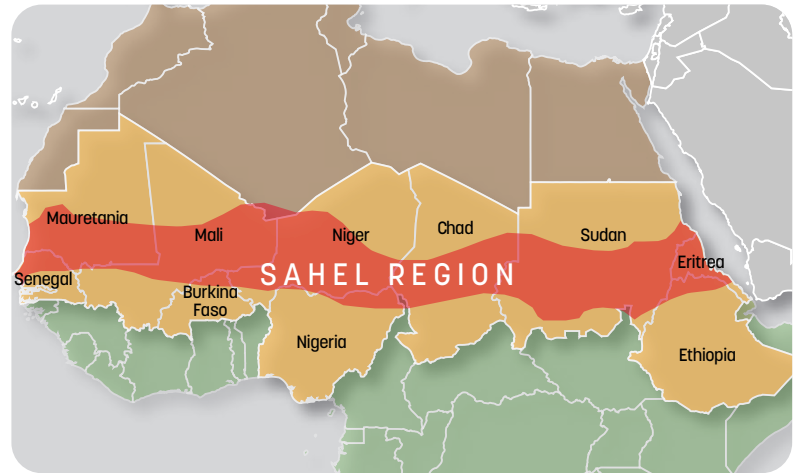 Mauretania
Mali
Niger
Chad
Sudan
Eritrea
SAHEL REGION
Senegal
Burkina
Faso
Nigeria
Ethiopia